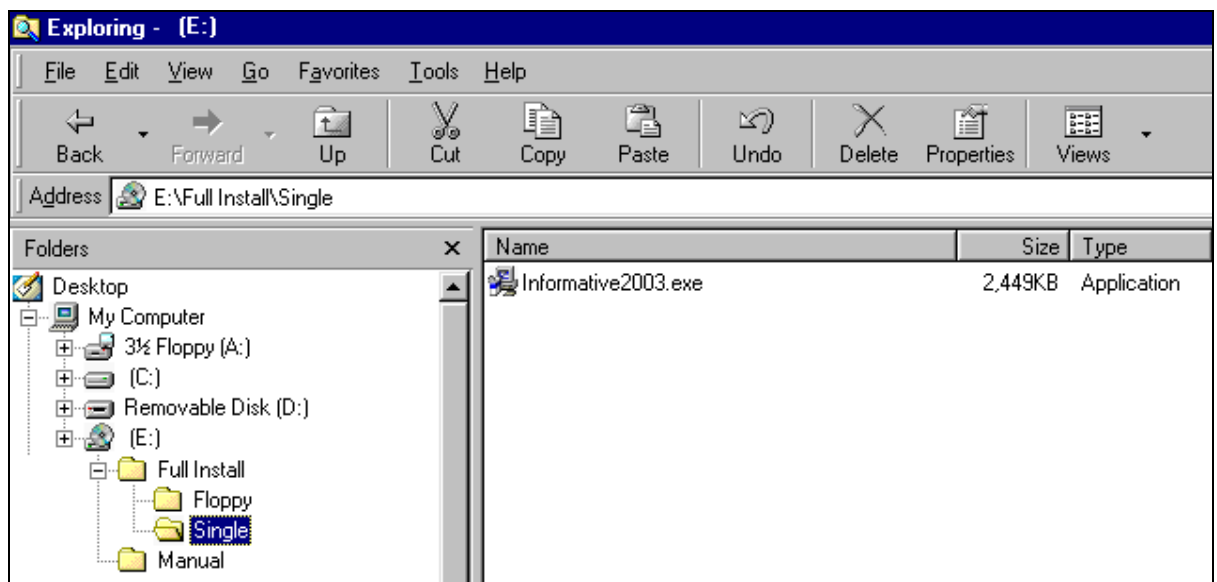 Exploring - (E:)
File Edit View Go Favorites Tools Help
Back Forward Up Cut Copy Paste Undo Delete Properties Views
Address E:\Full Install\Single
Folders
Name Size Type
Informative2003.exe 2,449KB Application
Desktop
My Computer
3½ Floppy (A:)
(C:)
Removable Disk (D:)
(E:)
Full Install
Floppy
Single
Manual